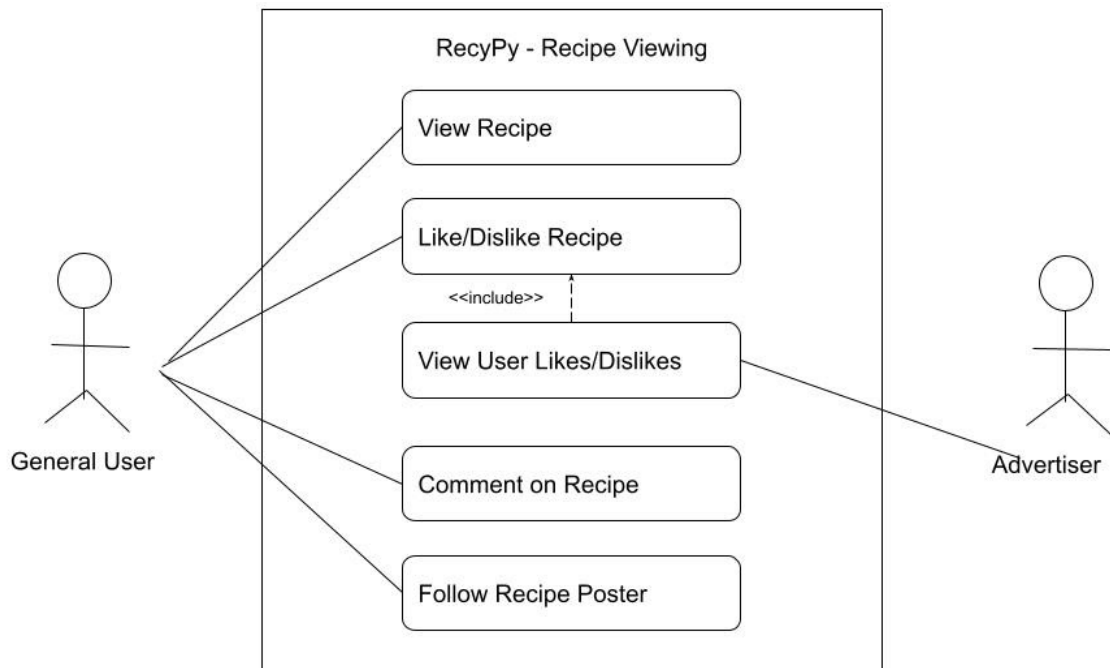 RecyPy - Recipe Viewing
View Recipe
Like/Dislike Recipe
<<include>>
View User Likes/Dislikes
General User
Advertiser
Comment on Recipe
Follow Recipe Poster